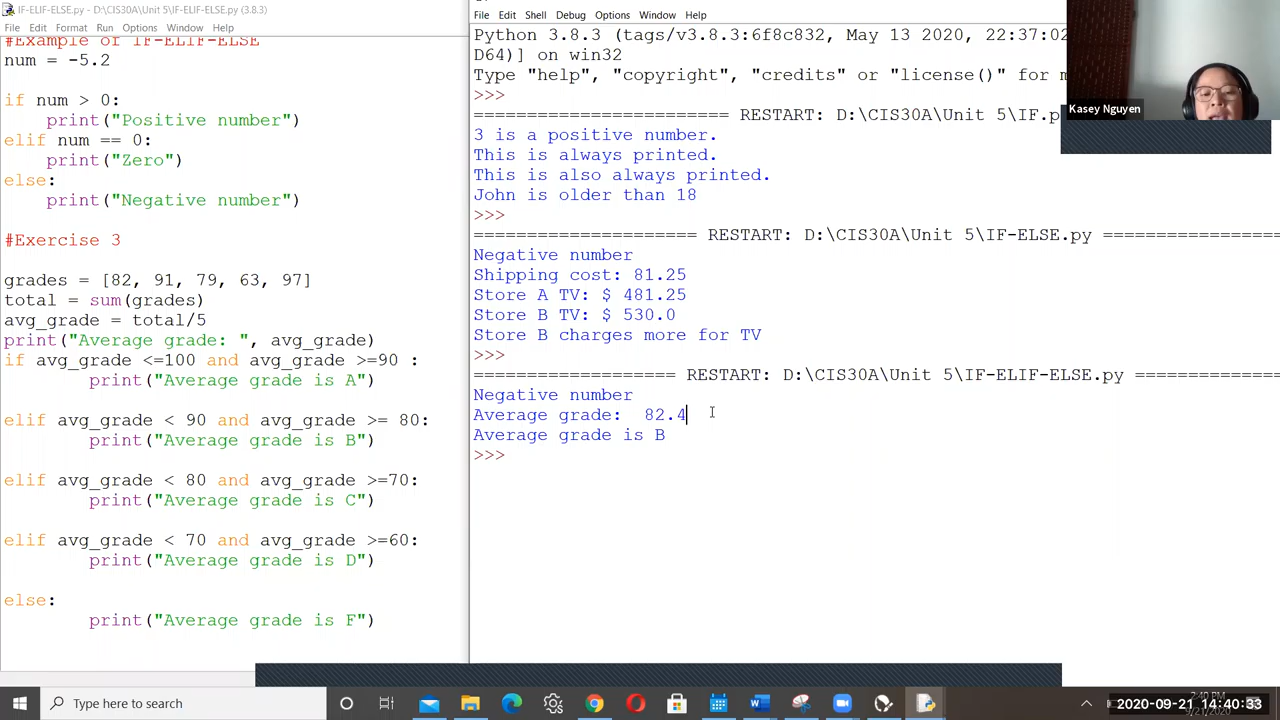 IF-ELIF-ELSE.py - D:\CIS30A\Unit 5\IF-ELIF-ELSE.py (3.8.3)
File Edit Format Run Options Window Help
#Example of IF-ELIF-ELSE
num = -5.2
if num > 0:
print("Positive number")
elif num == 0:
print("Zero")
else:
print("Negative number")
#Exercise 3
grades = [82, 91, 79, 63, 97]
total = sum(grades)
avg_grade = total/5
print("Average grade: ", avg_grade)
if avg_grade <=100 and avg_grade >=90 :
print("Average grade is A")
elif avg_grade < 90 and avg_grade >= 80:
print("Average grade is B")
elif avg_grade < 80 and avg_grade >=70:
print("Average grade is C")
elif avg_grade < 70 and avg_grade >=60:
print("Average grade is D")
else:
print("Average grade is F")
File Edit Shell Debug Options Window Help
Python 3.8.3 (tags/v3.8.3:6f8c832, May 13 2020, 22:37:02
D64)] on win32
Type "help", "copyright", "credits" or "license()" for m
>>>
======================== RESTART: D:\CIS30A\Unit 5\IF.p
3 is a positive number.
This is always printed.
This is also always printed.
John is older than 18
>>>
===================== RESTART: D:\CIS30A\Unit 5\IF-ELSE.py =================
Negative number
Shipping cost: 81.25
Store A TV: $ 481.25
Store B TV: $ 530.0
Store B charges more for TV
>>>
=================== RESTART: D:\CIS30A\Unit 5\IF-ELIF-ELSE.py ==============
Negative number
Average grade:  82.4
Average grade is B
>>>
Kasey Nguyen
Type here to search
2:40 PM
2020-09-21 14:40:33